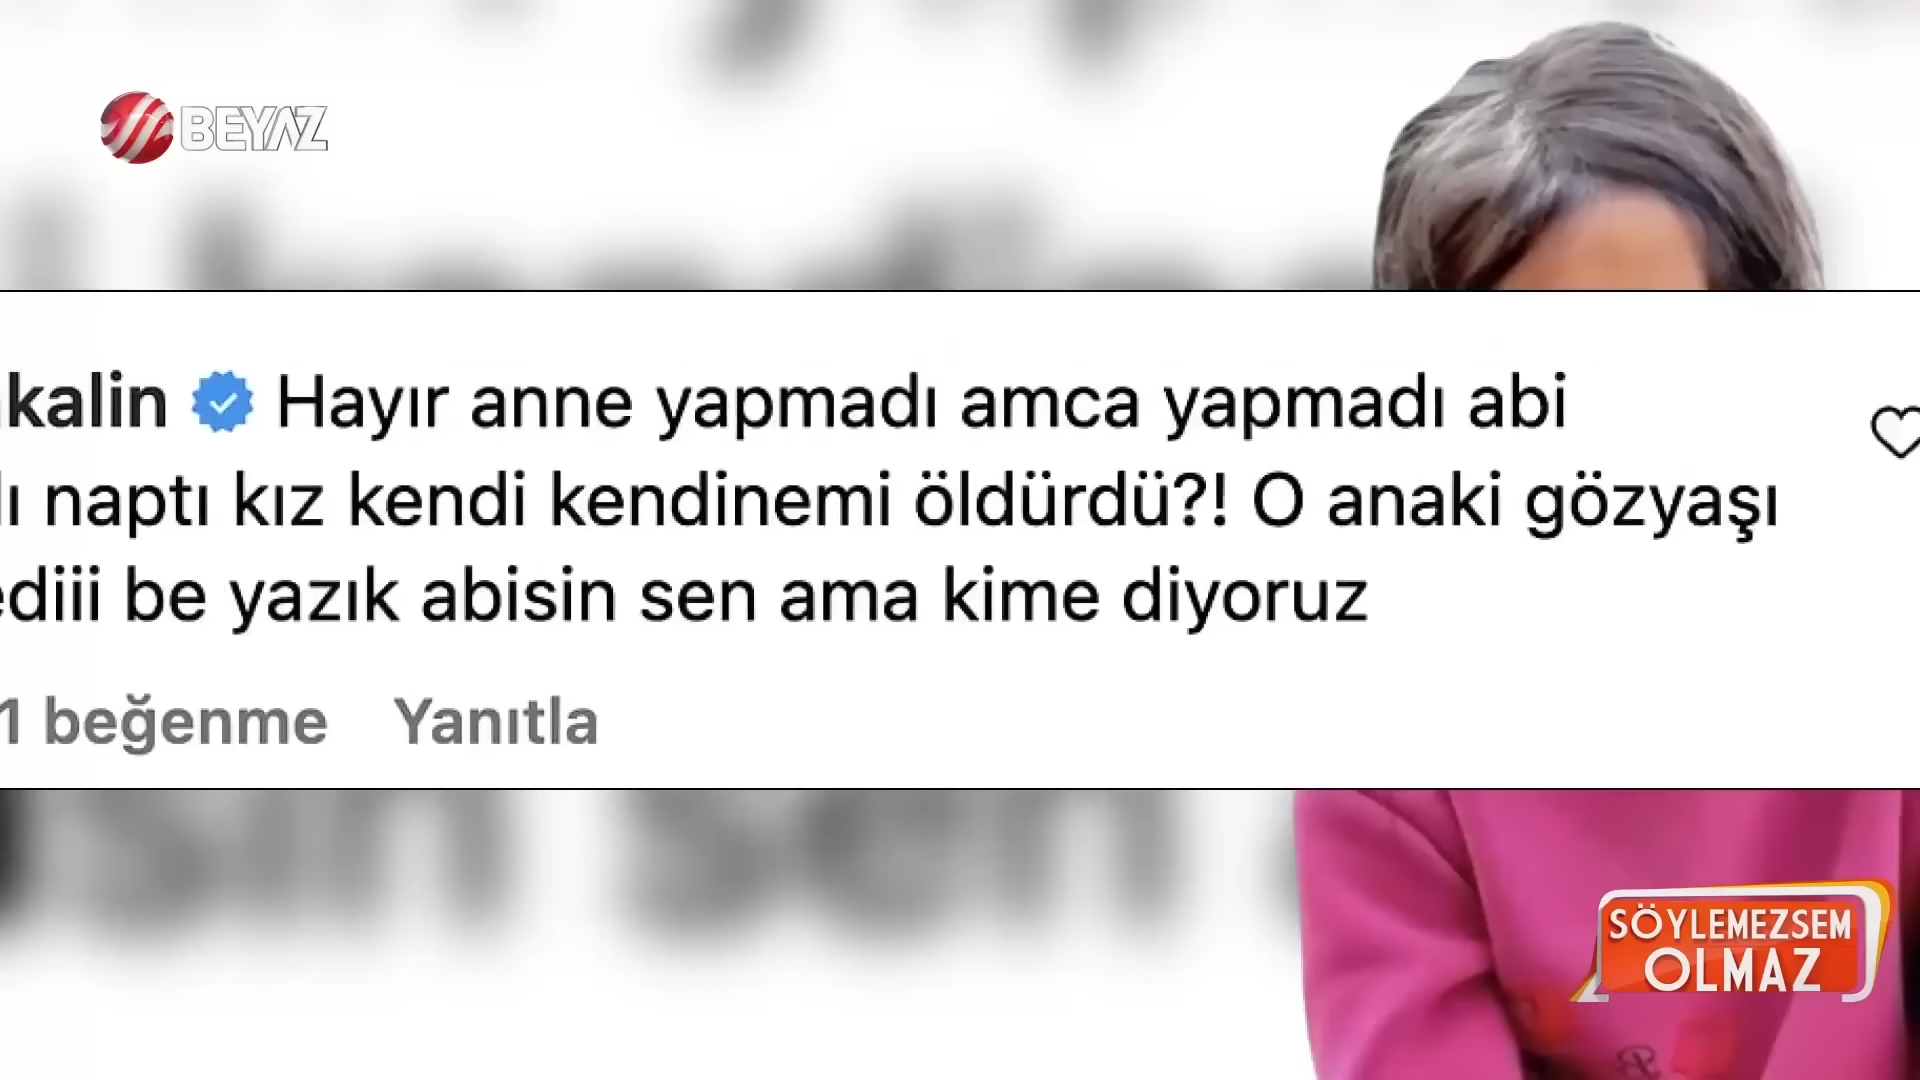 BEYAZ
kalin Hayır anne yapmadı amca yapmadı abi
naptı kız kendi kendinemi öldürdü?! O anaki gözyaşı
ediii be yazık abisin sen ama kime diyoruz
1 beğenme Yanıtla
SÖYLEMEZSEM
OLMAZ